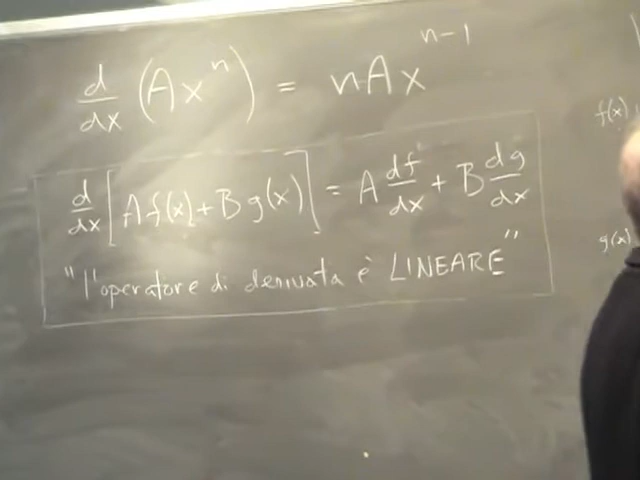 d/dx (Ax^n) = nAx^{n-1}
f(x)
d/dx [Af(x)+Bg(x)] = A df/dx + B dg/dx
g(x)
"l'operatore di derivata è LINEARE"